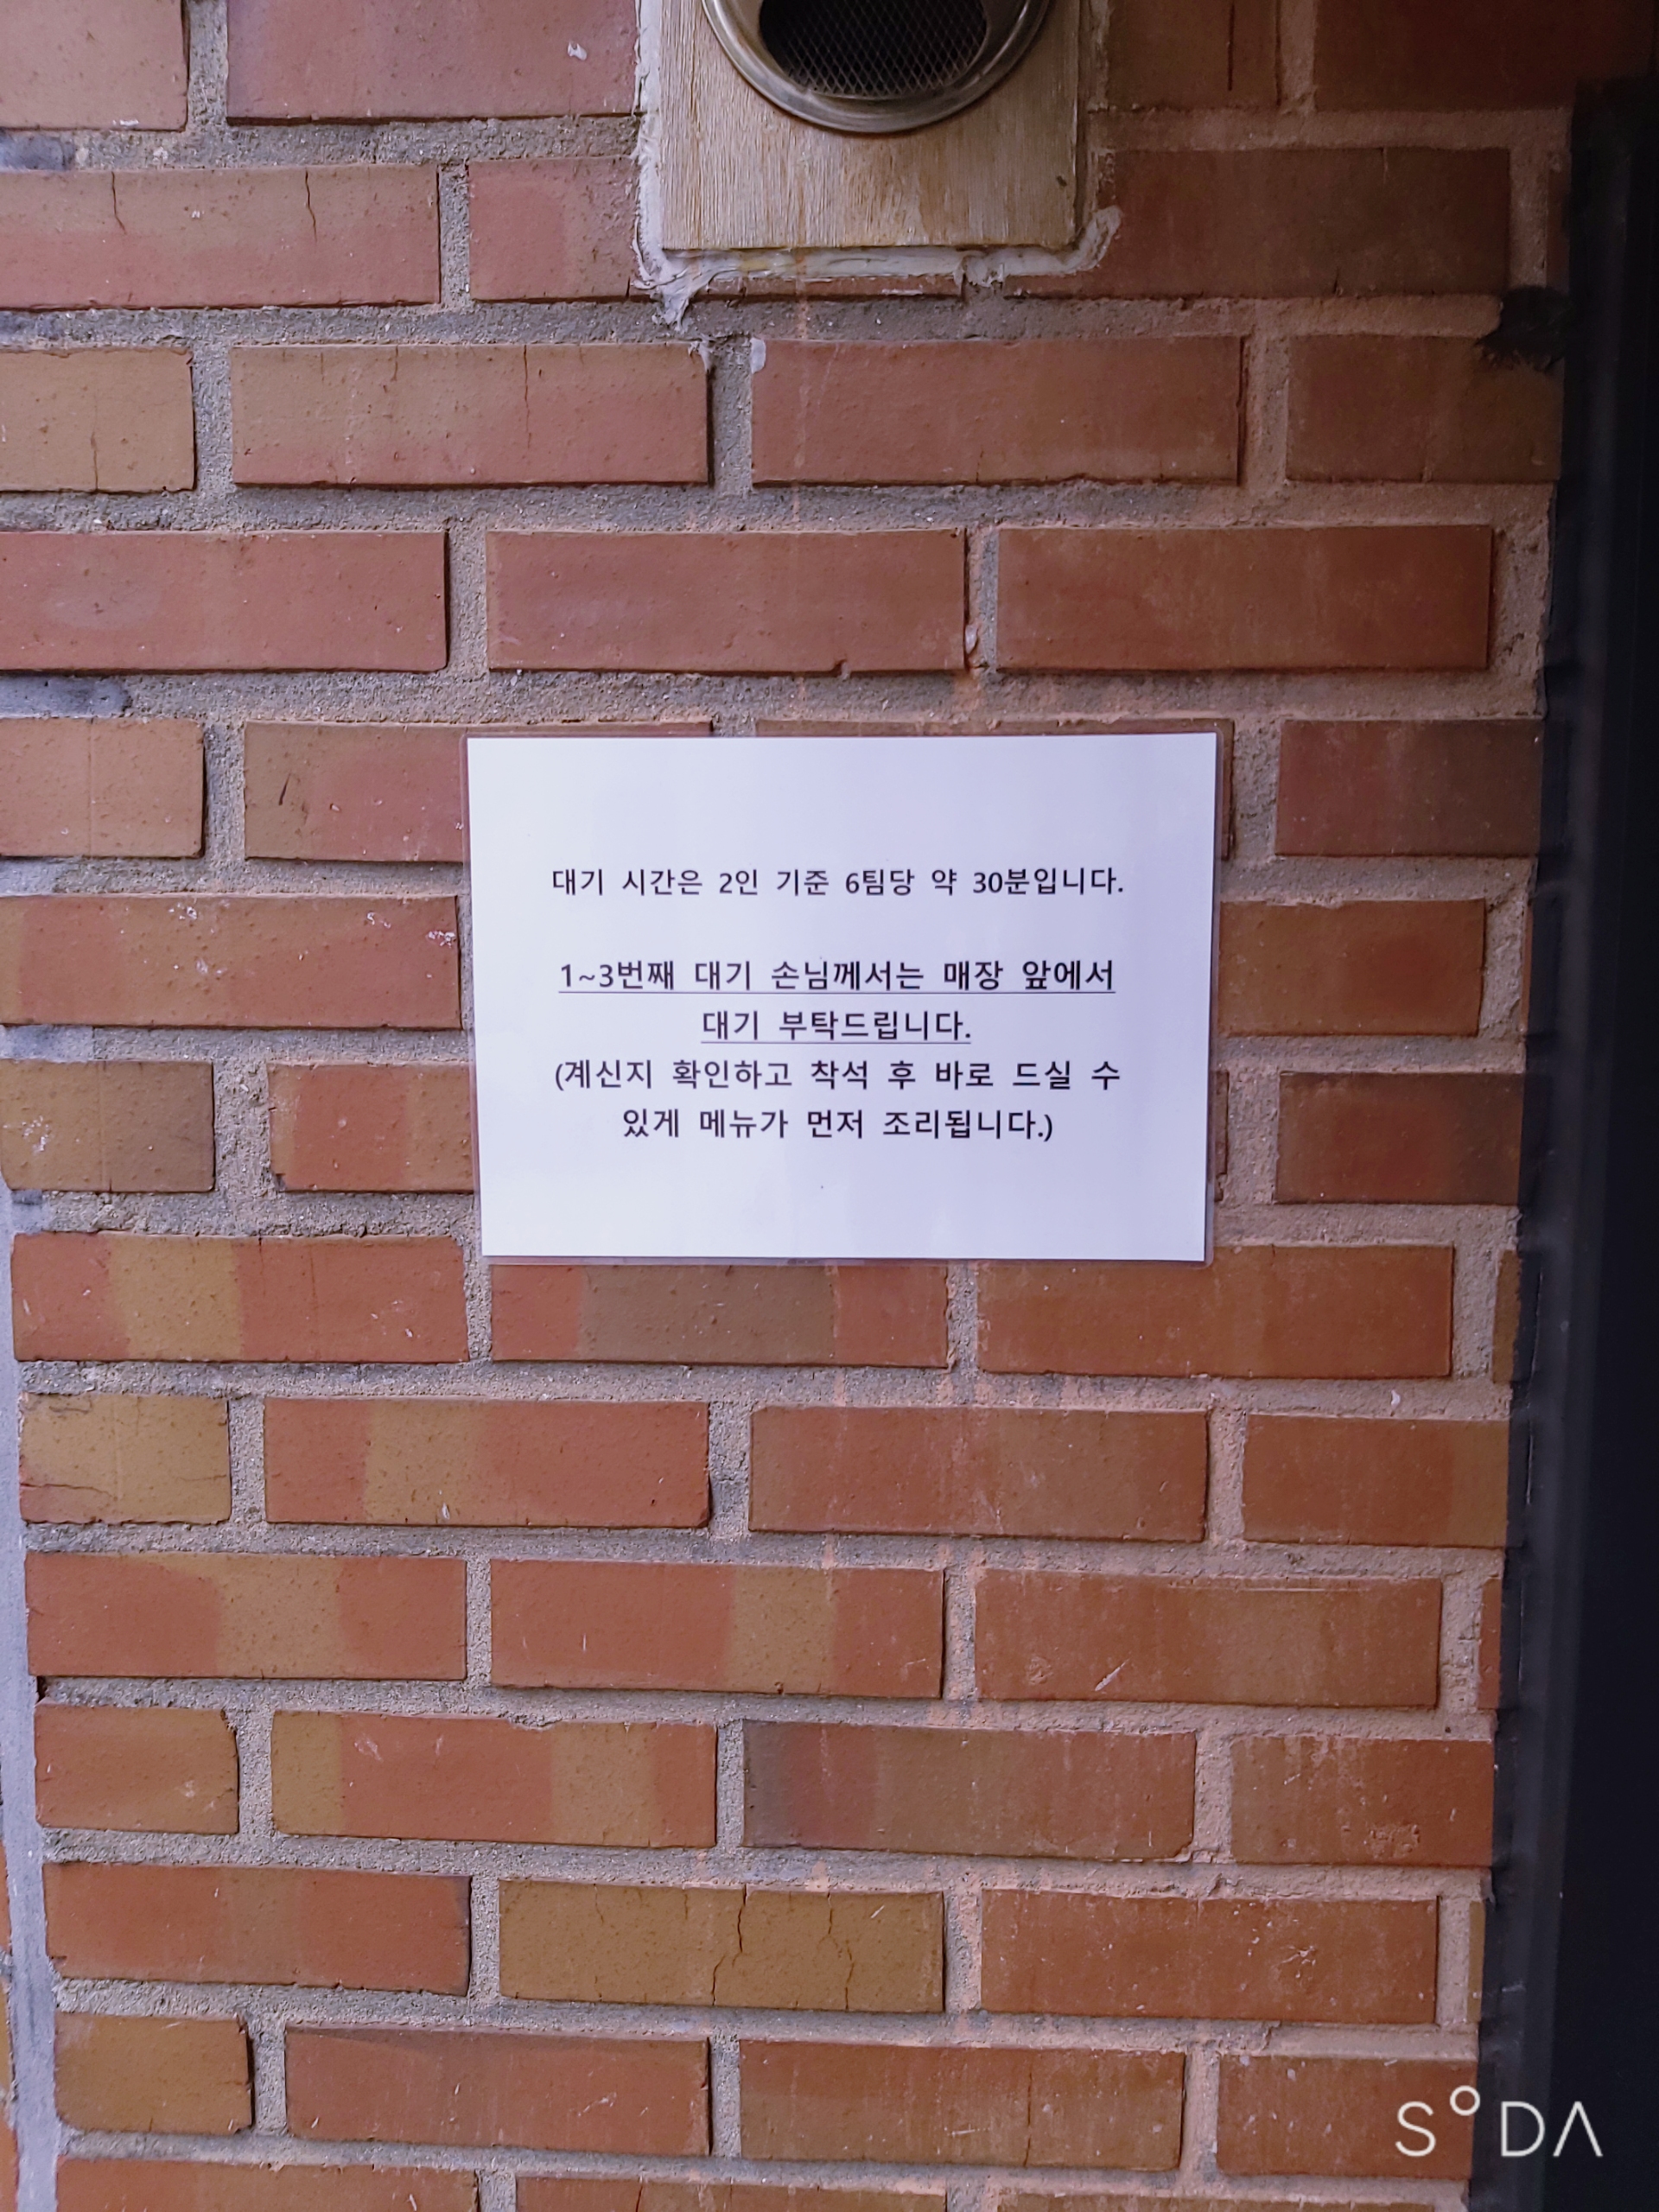 대기 시간은 2인 기준 6팀당 약 30분입니다.
1~3번째 대기 손님께서는 매장 앞에서
대기 부탁드립니다.
(계신지 확인하고 착석 후 바로 드실 수
있게 메뉴가 먼저 조리됩니다.)
SODA